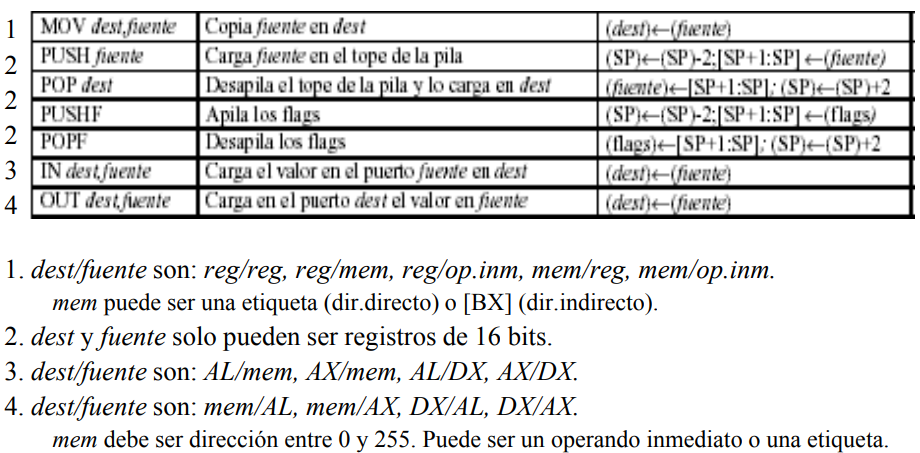 1 MOV dest,fuente Copia fuente en dest (dest)←(fuente)
2 PUSH fuente Carga fuente en el tope de la pila (SP)←(SP)-2;[SP+1:SP]←(fuente)
2 POP dest Desapila el tope de la pila y lo carga en dest (fuente)←[SP+1:SP]; (SP)←(SP)+2
2 PUSHF Apila los flags (SP)←(SP)-2;[SP+1:SP]←(flags)
2 POPF Desapila los flags (flags)←[SP+1:SP]; (SP)←(SP)+2
3 IN dest,fuente Carga el valor en el puerto fuente en dest (dest)←(fuente)
4 OUT dest,fuente Carga en el puerto dest el valor en fuente (dest)←(fuente)
1. dest/fuente son: reg/reg, reg/mem, reg/op.inm, mem/reg, mem/op.inm.
mem puede ser una etiqueta (dir.directo) o [BX] (dir.indirecto).
2. dest y fuente solo pueden ser registros de 16 bits.
3. dest/fuente son: AL/mem, AX/mem, AL/DX, AX/DX.
4. dest/fuente son: mem/AL, mem/AX, DX/AL, DX/AX.
mem debe ser dirección entre 0 y 255. Puede ser un operando inmediato o una etiqueta.